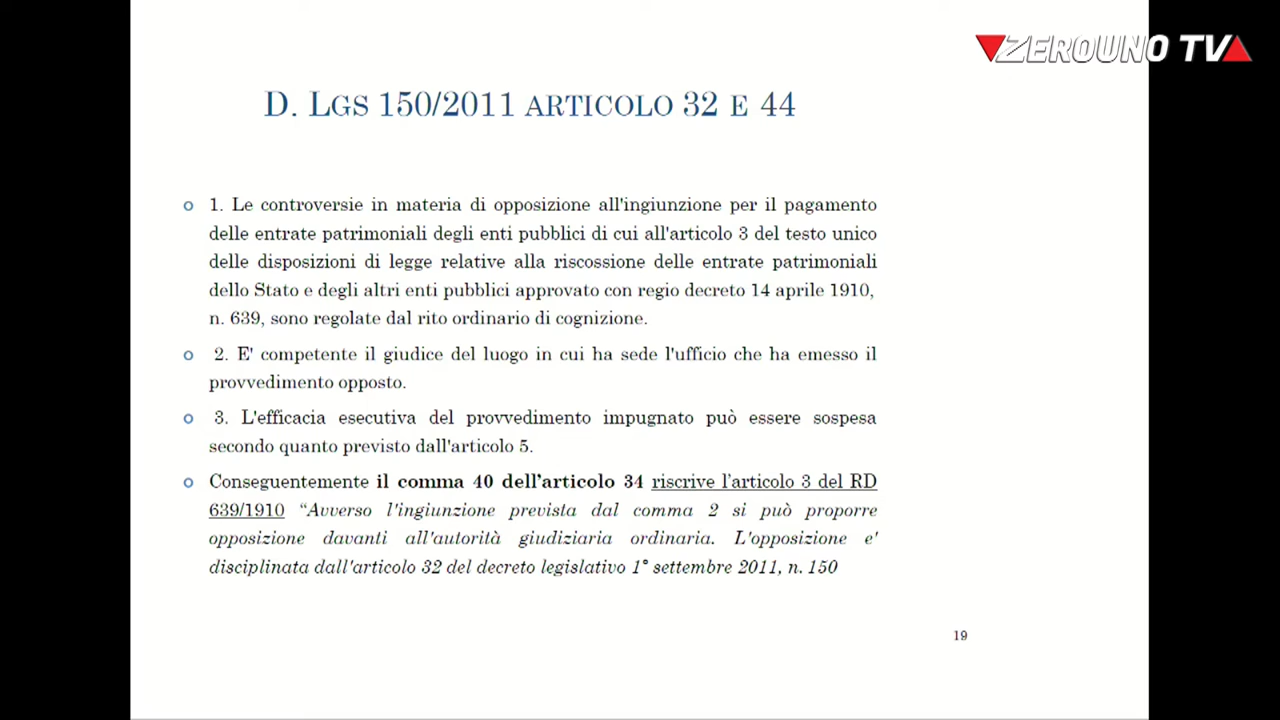 ZEROUNO TV
D. LGS 150/2011 ARTICOLO 32 E 44
1. Le controversie in materia di opposizione all'ingiunzione per il pagamento
delle entrate patrimoniali degli enti pubblici di cui all'articolo 3 del testo unico
delle disposizioni di legge relative alla riscossione delle entrate patrimoniali
dello Stato e degli altri enti pubblici approvato con regio decreto 14 aprile 1910,
n. 639, sono regolate dal rito ordinario di cognizione.
2. E' competente il giudice del luogo in cui ha sede l'ufficio che ha emesso il
provvedimento opposto.
3. L'efficacia esecutiva del provvedimento impugnato può essere sospesa
secondo quanto previsto dall'articolo 5.
Conseguentemente il comma 40 dell'articolo 34 riscrive l'articolo 3 del RD
639/1910 “Avverso l'ingiunzione prevista dal comma 2 si può proporre
opposizione davanti all'autorità giudiziaria ordinaria. L'opposizione e'
disciplinata dall'articolo 32 del decreto legislativo 1° settembre 2011, n. 150
19